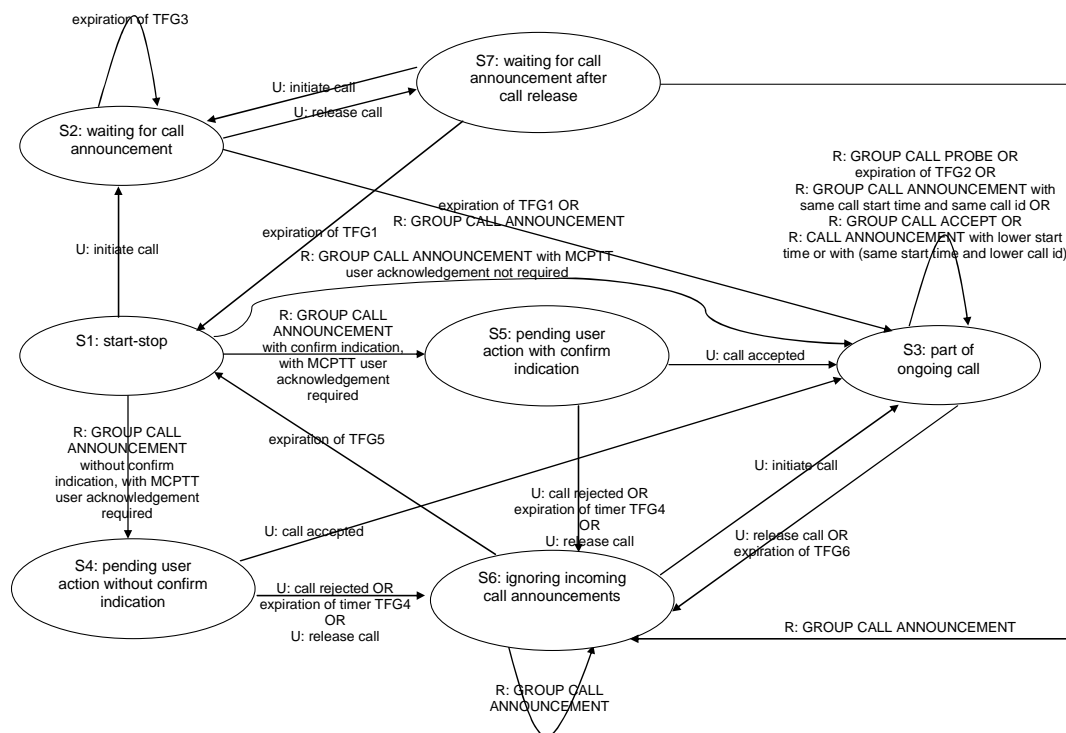 expiration of TFG3
S7: waiting for call
announcement after
call release
U: initiate call
U: release call
S2: waiting for call
announcement
R: GROUP CALL PROBE OR
expiration of TFG2 OR
R: GROUP CALL ANNOUNCEMENT with
same call start time and same call id OR
R: GROUP CALL ACCEPT OR
R: CALL ANNOUNCEMENT with lower start
time or with (same start time and lower call id)
expiration of TFG1 OR
R: GROUP CALL ANNOUNCEMENT
expiration of TFG1
U: initiate call
R: GROUP CALL ANNOUNCEMENT with MCPTT
user acknowledgement not required
S1: start-stop
R: GROUP CALL
ANNOUNCEMENT
with confirm indication,
with MCPTT user
acknowledgement
required
S5: pending user
action with confirm
indication
U: call accepted
S3: part of
ongoing call
R: GROUP CALL
ANNOUNCEMENT
without confirm
indication, with MCPTT
user acknowledgement
required
expiration of TFG5
U: initiate call
U: call rejected OR
expiration of timer TFG4
OR
U: release call
U: call accepted
U: release call OR
expiration of TFG6
S4: pending user
action without confirm
indication
U: call rejected OR
expiration of timer TFG4
OR
U: release call
S6: ignoring incoming
call announcements
R: GROUP CALL ANNOUNCEMENT
R: GROUP CALL
ANNOUNCEMENT